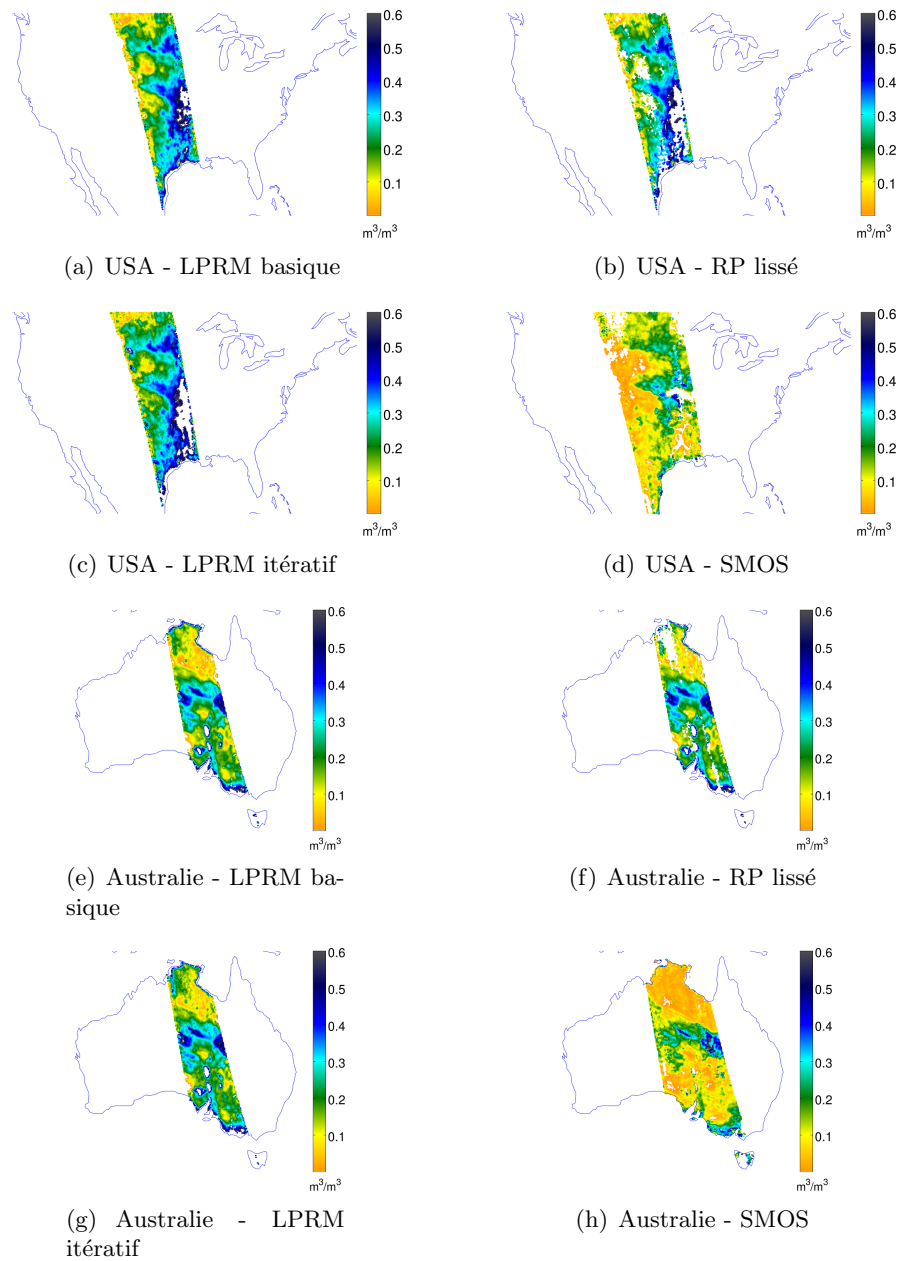 0.6
0.5
0.4
0.3
0.2
0.1
m³/m³
(a) USA - LPRM basique
0.6
0.5
0.4
0.3
0.2
0.1
m³/m³
(b) USA - RP lissé
0.6
0.5
0.4
0.3
0.2
0.1
m³/m³
(c) USA - LPRM itératif
0.6
0.5
0.4
0.3
0.2
0.1
m³/m³
(d) USA - SMOS
0.6
0.5
0.4
0.3
0.2
0.1
m³/m³
(e) Australie - LPRM ba-
sique
0.6
0.5
0.4
0.3
0.2
0.1
m³/m³
(f) Australie - RP lissé
0.6
0.5
0.4
0.3
0.2
0.1
m³/m³
(g) Australie - LPRM
itératif
0.6
0.5
0.4
0.3
0.2
0.1
m³/m³
(h) Australie - SMOS